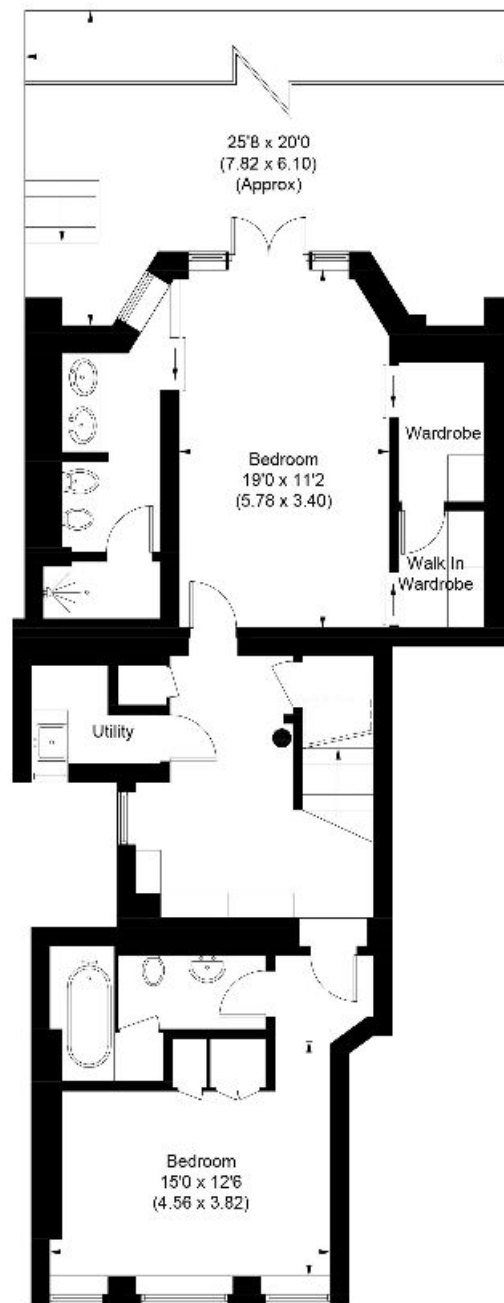 25'8 x 20'0
(7.82 x 6.10)
(Approx)
Wardrobe
Bedroom
19'0 x 11'2
(5.78 x 3.40)
Walk In
Wardrobe
Utility
Bedroom
15'0 x 12'6
(4.56 x 3.82)